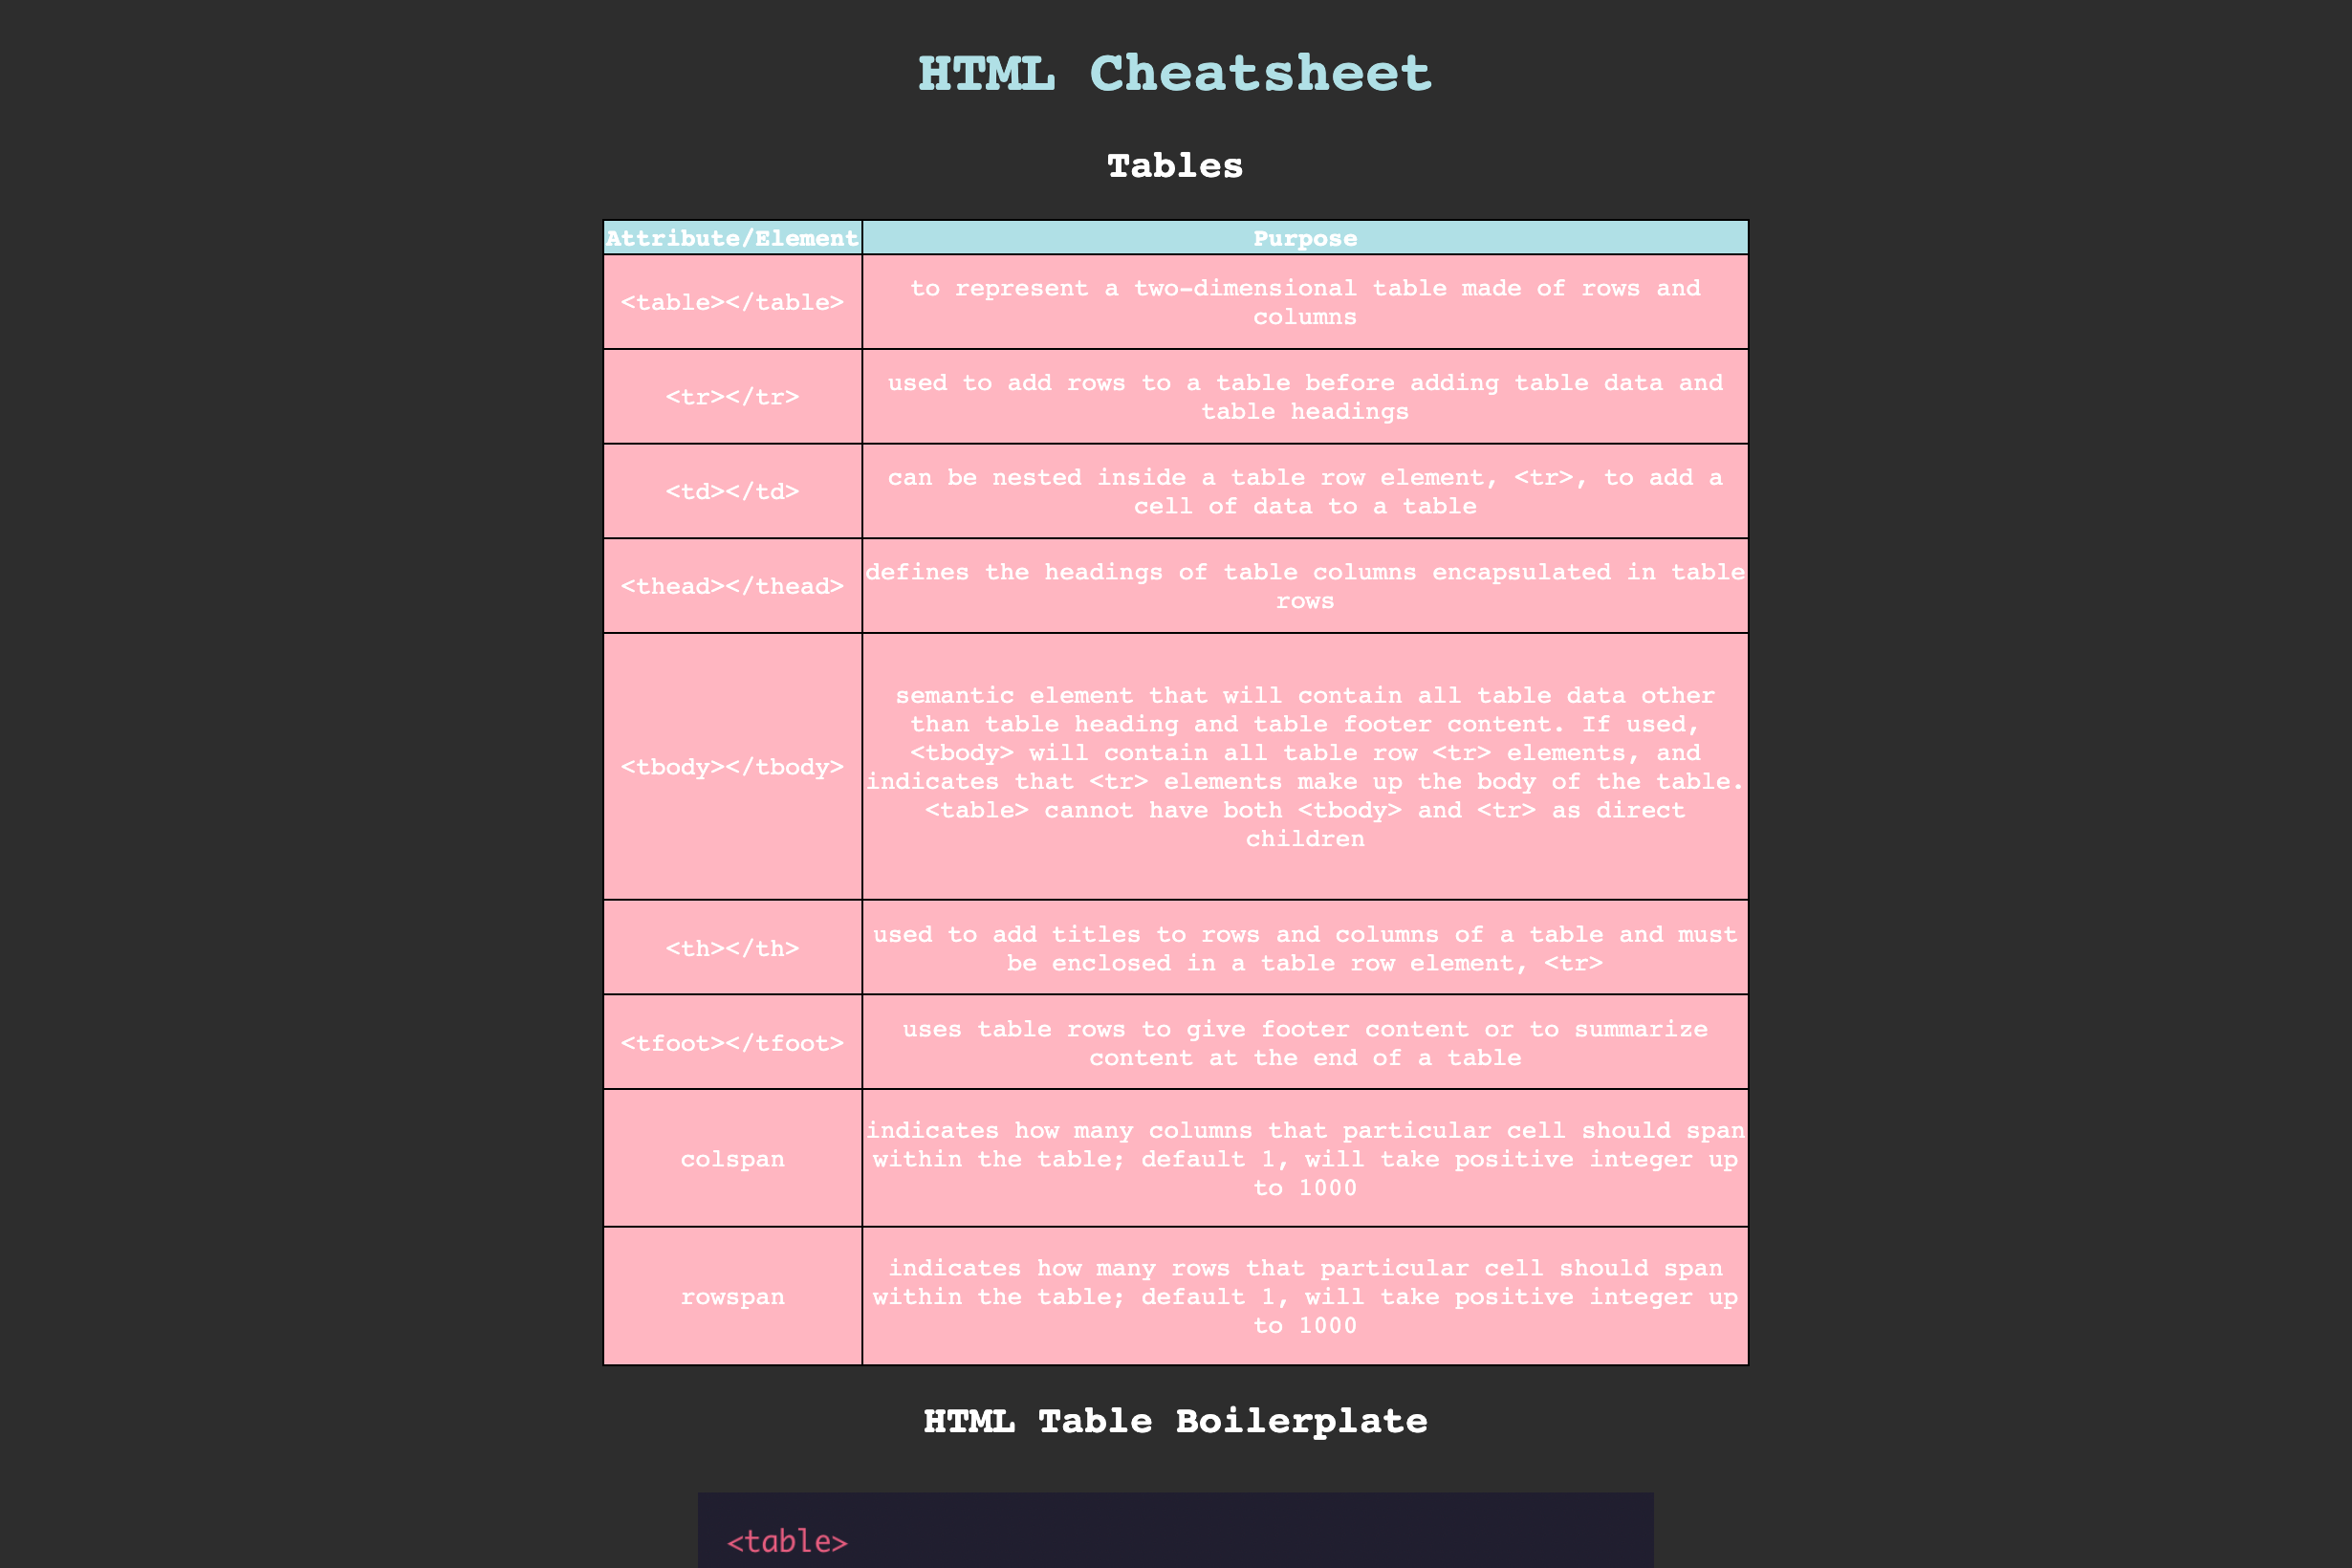 HTML Cheatsheet
Tables
Attribute/Element
Purpose
<table></table>
to represent a two-dimensional table made of rows and
columns
<tr></tr>
used to add rows to a table before adding table data and
table headings
<td></td>
can be nested inside a table row element, <tr>, to add a
cell of data to a table
<thead></thead>
defines the headings of table columns encapsulated in table
rows
<tbody></tbody>
semantic element that will contain all table data other
than table heading and table footer content. If used,
<tbody> will contain all table row <tr> elements, and
indicates that <tr> elements make up the body of the table.
<table> cannot have both <tbody> and <tr> as direct
children
<th></th>
used to add titles to rows and columns of a table and must
be enclosed in a table row element, <tr>
<tfoot></tfoot>
uses table rows to give footer content or to summarize
content at the end of a table
colspan
indicates how many columns that particular cell should span
within the table; default 1, will take positive integer up
to 1000
rowspan
indicates how many rows that particular cell should span
within the table; default 1, will take positive integer up
to 1000
HTML Table Boilerplate
<table>